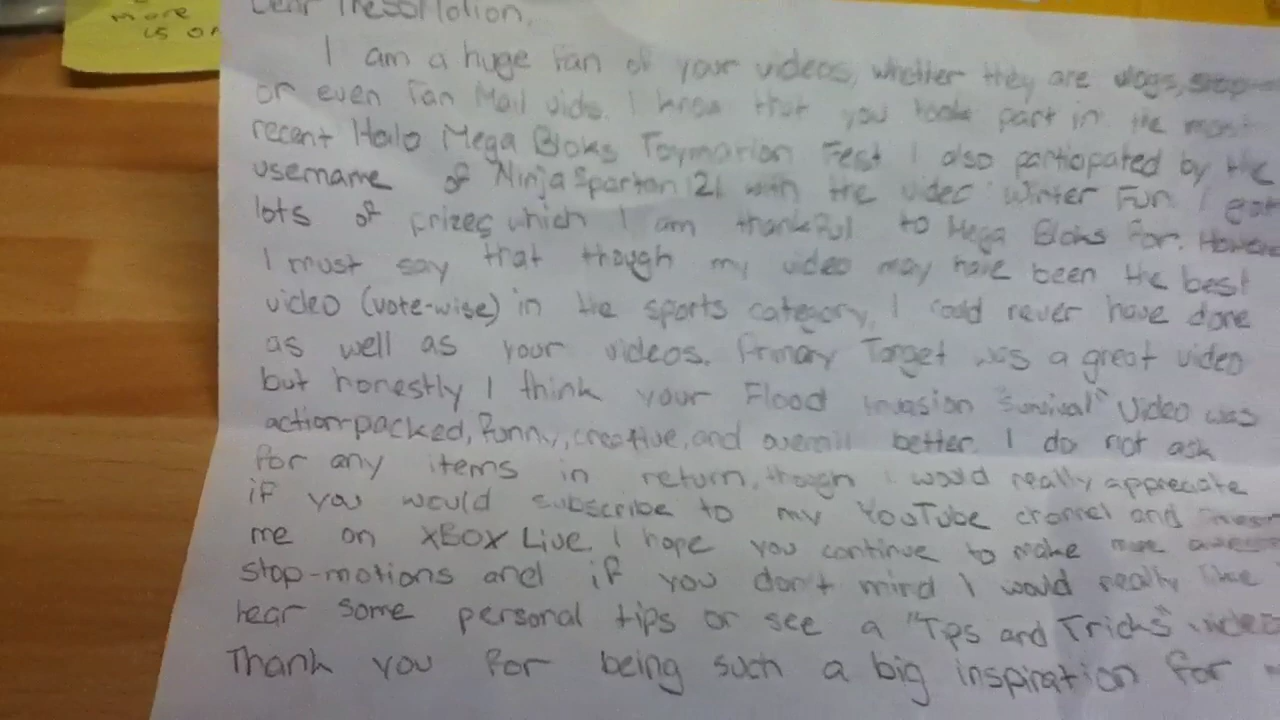 more
is on
Dear
I am a huge fan of your videos, whether they are vlogs, stop-
or even Fan Mail vids. I know that you took part in the most
recent Halo Mega Bloks Toymation Fest I also participated by the
username of NinjaSpartan121 with the video Winter Fun. I got
lots of prizes which I am thankful to Mega Bloks for. However
I must say that though my video may have been the best
video (vote-wise) in the sports category, I could never have done
as well as your videos. Primary Target was a great video
but honestly I think your Flood Invasion "Survival" video was
action-packed, funny, creative, and overall better. I do not ask
for any items in return, though I would really appreciate
if you would subscribe to my YouTube channel and
me on XBOX Live. I hope you continue to make more
stop-motions and if you don't mind I would really like
hear some personal tips or see a "Tips and Tricks" video
Thank you for being such a big inspiration for